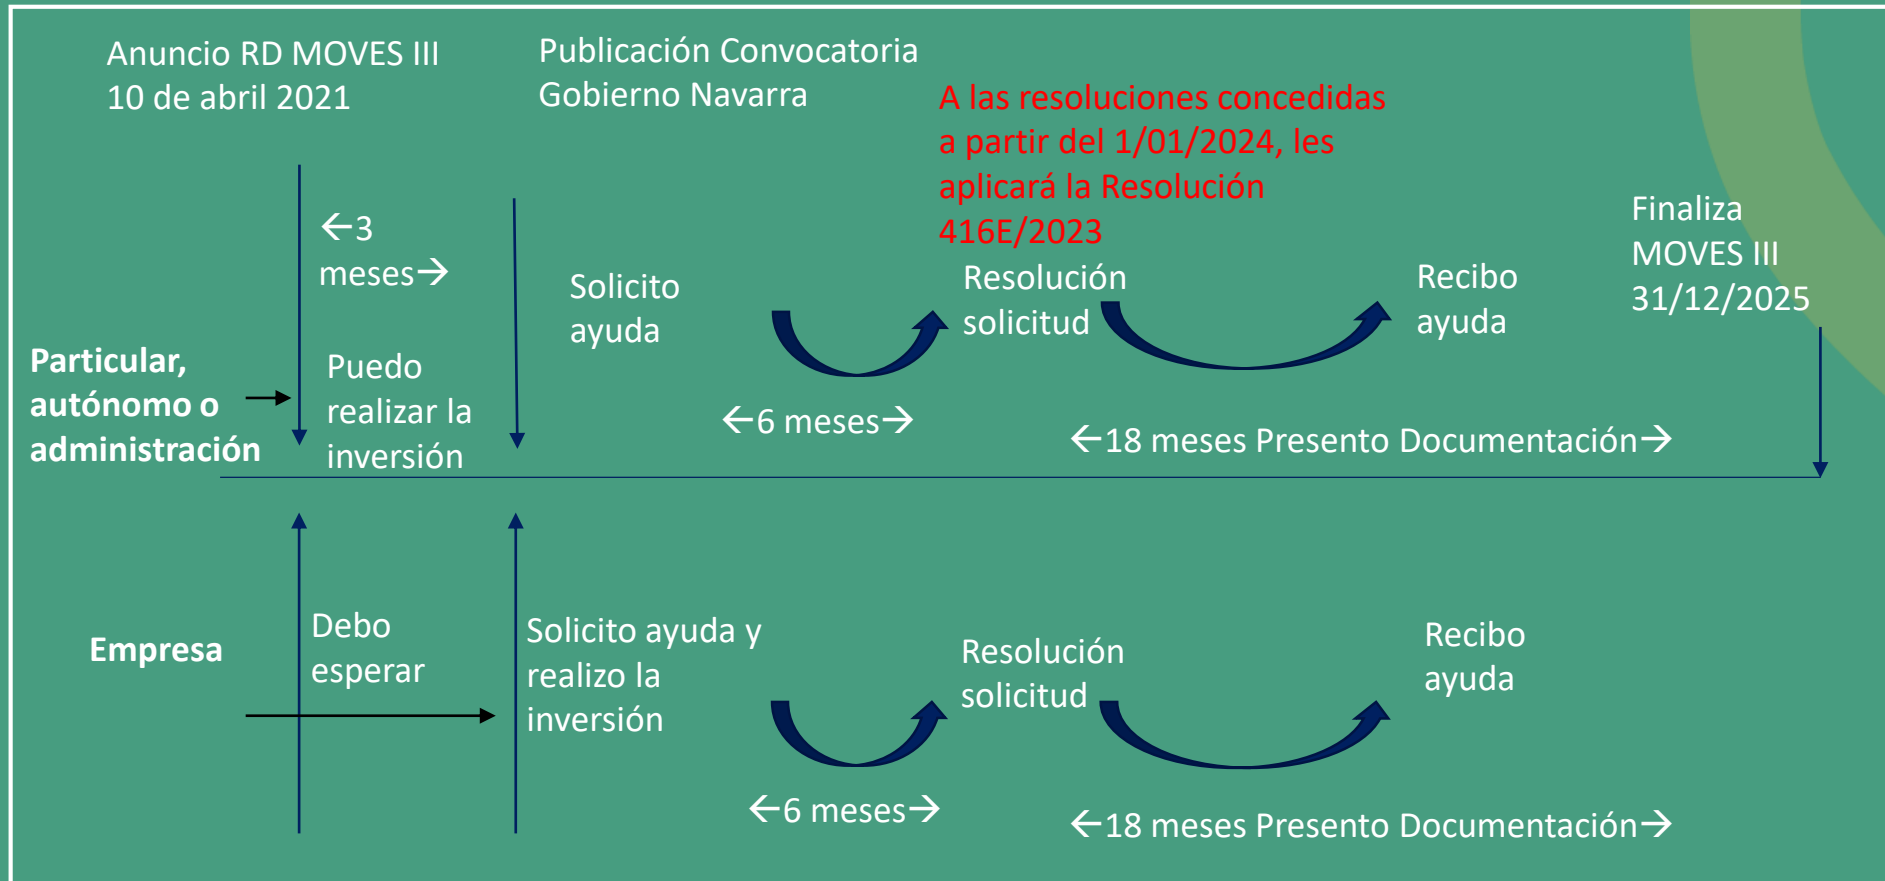 Anuncio RD MOVES III
10 de abril 2021
Publicación Convocatoria
Gobierno Navarra
A las resoluciones concedidas
a partir del 1/01/2024, les
aplicará la Resolución
416E/2023
Finaliza
MOVES III
31/12/2025
←3
meses→
Solicito
ayuda
Resolución
solicitud
Recibo
ayuda
Particular,
autónomo o
administración
Puedo
realizar la
inversión
←6 meses→
←18 meses Presento Documentación→
Empresa
Debo
esperar
Solicito ayuda y
realizo la
inversión
Resolución
solicitud
Recibo
ayuda
←6 meses→
←18 meses Presento Documentación→